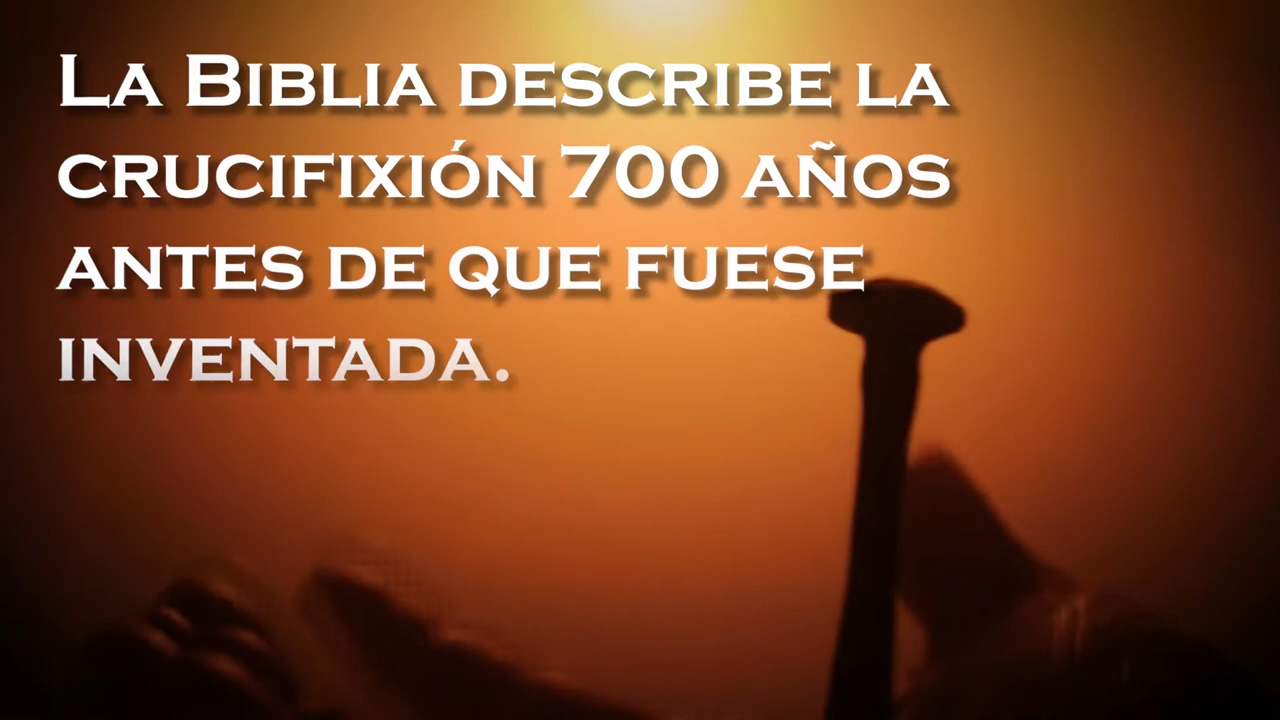 La Biblia describe la
crucifixión 700 años
antes de que fuese
inventada.